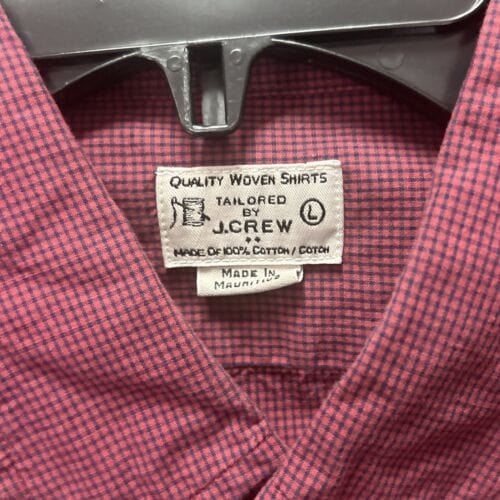 QUALITY WOVEN SHIRTS
TAILORED
BY
J.CREW
L
MADE OF 100% COTTON / COTON
MADE IN
MAURITIUS